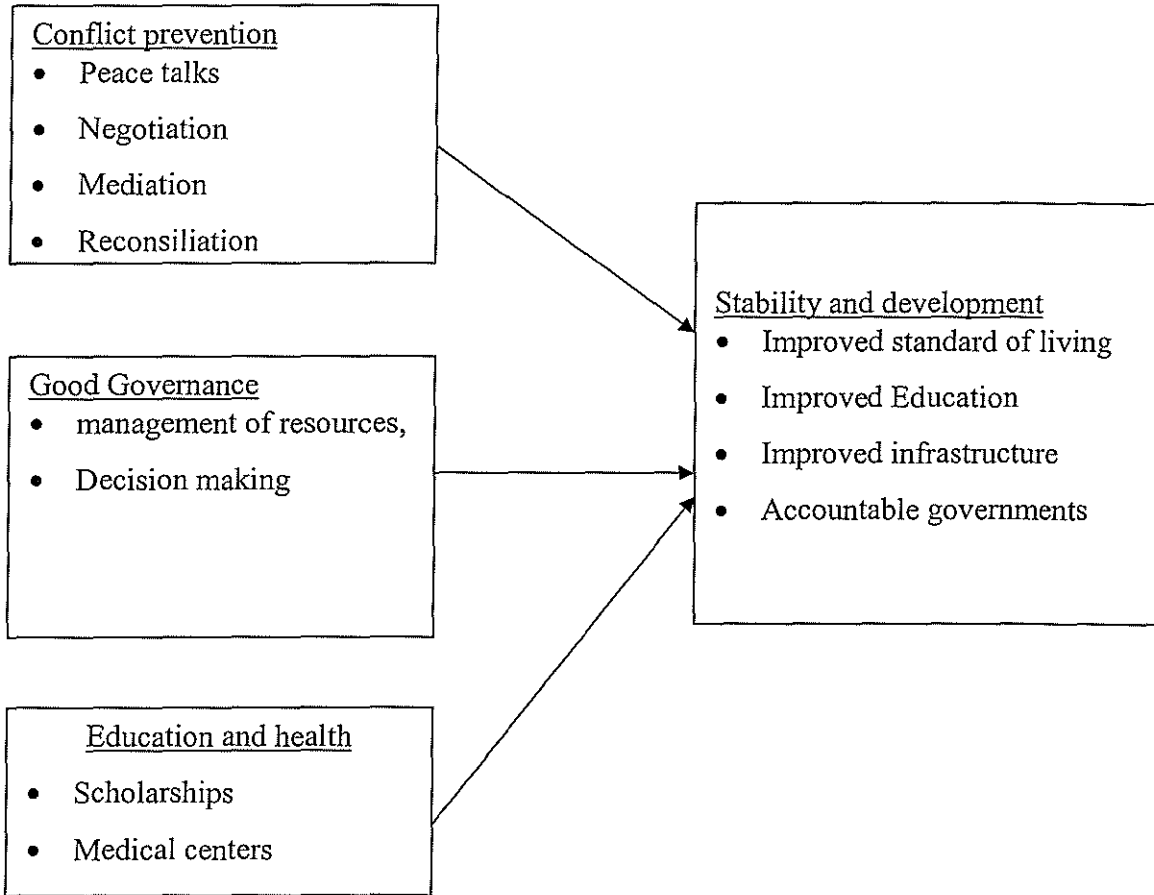 Conflict prevention
• Peace talks
• Negotiation
• Mediation
• Reconsiliation
Good Governance
• management of resources,
• Decision making
Education and health
• Scholarships
• Medical centers
Stability and development
• Improved standard of living
• Improved Education
• Improved infrastructure
• Accountable governments